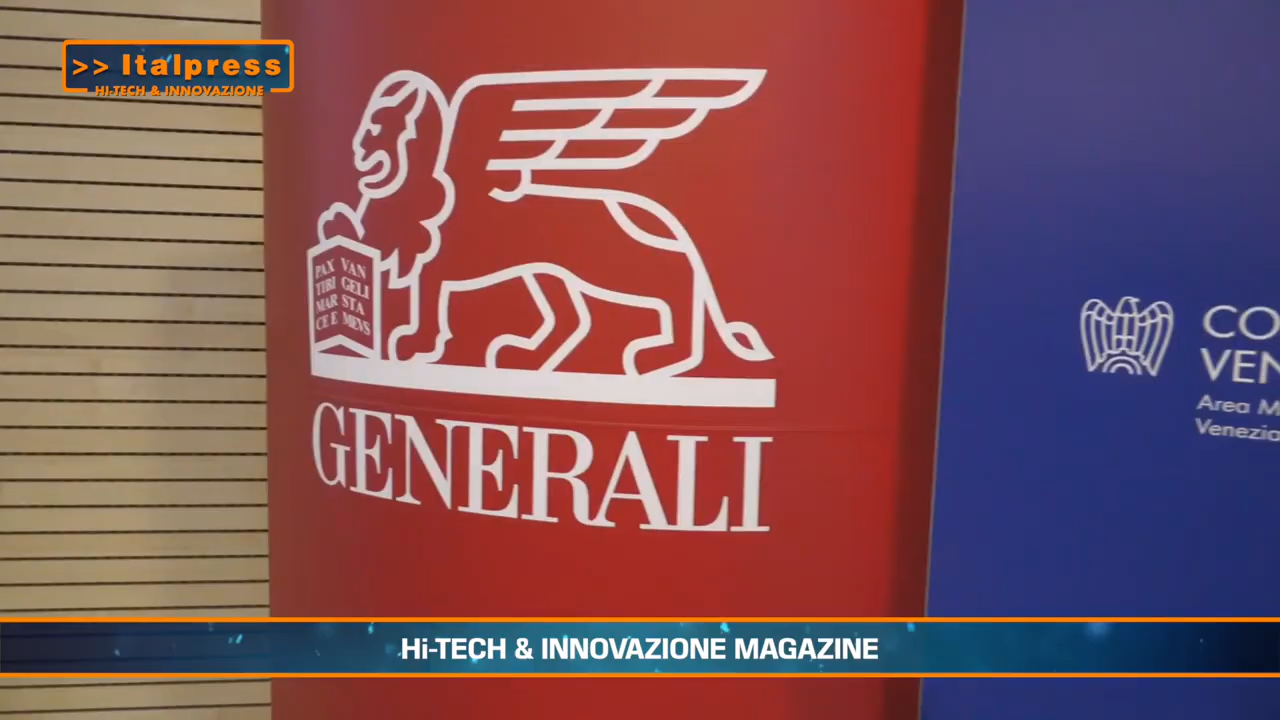 >> Italpress
HI-TECH & INNOVAZIONE
PAX VAN
TIBI GELI
MAR STA
CE E MEVS
GENERALI
CO
VEN
Area M
Venezia
Hi-TECH & INNOVAZIONE MAGAZINE